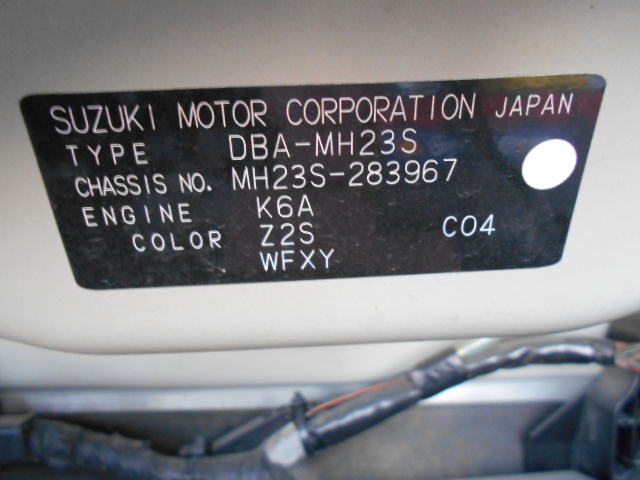 SUZUKI MOTOR CORPORATION JAPAN
TYPE DBA-MH23S
CHASSIS NO. MH23S-283967
ENGINE K6A
COLOR Z2S C04
WFXY